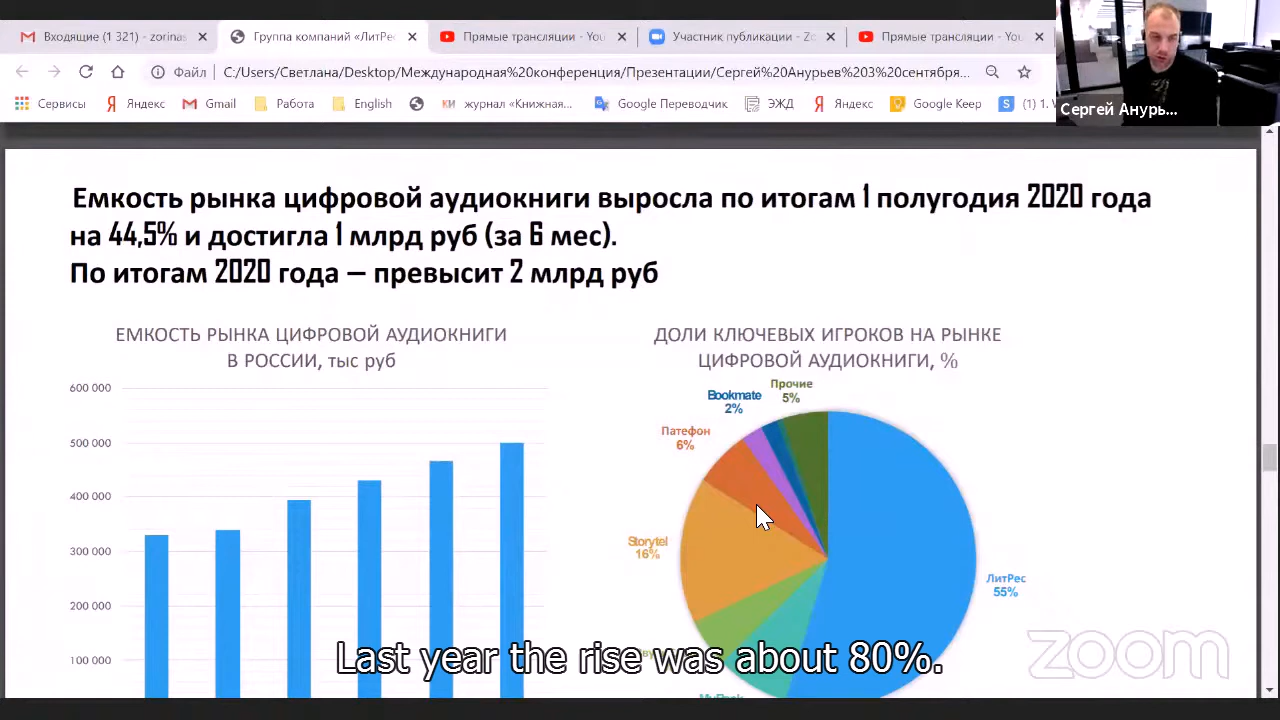 Входящие (1 321) - zorinas
Группа компаний «ЛитРес
Прямые трансляции - You
Участник публикации - Zo
Прямые трансляции - You
Файл
C:/Users/Светлана/Desktop/Международная%20конференция/Презентации/Сергей%20Анурьев%203%20сентября...
Сервисы
Яндекс
Gmail
Работа
English
журнал «Книжная...
Google Переводчик
ЭЖД
Яндекс
Google Keep
(1) 1.
Сергей Анурь...
Емкость рынка цифровой аудиокниги выросла по итогам 1 полугодия 2020 года
на 44,5% и достигла 1 млрд руб (за 6 мес).
По итогам 2020 года — превысит 2 млрд руб
ЕМКОСТЬ РЫНКА ЦИФРОВОЙ АУДИОКНИГИ
В РОССИИ, тыс руб
600 000
500 000
400 000
300 000
200 000
100 000
ДОЛИ КЛЮЧЕВЫХ ИГРОКОВ НА РЫНКЕ
ЦИФРОВОЙ АУДИОКНИГИ, %
Прочие
5%
Bookmate
2%
Патефон
6%
Storytel
16%
ЛитРес
55%
Last year the rise was about 80%.
zoom